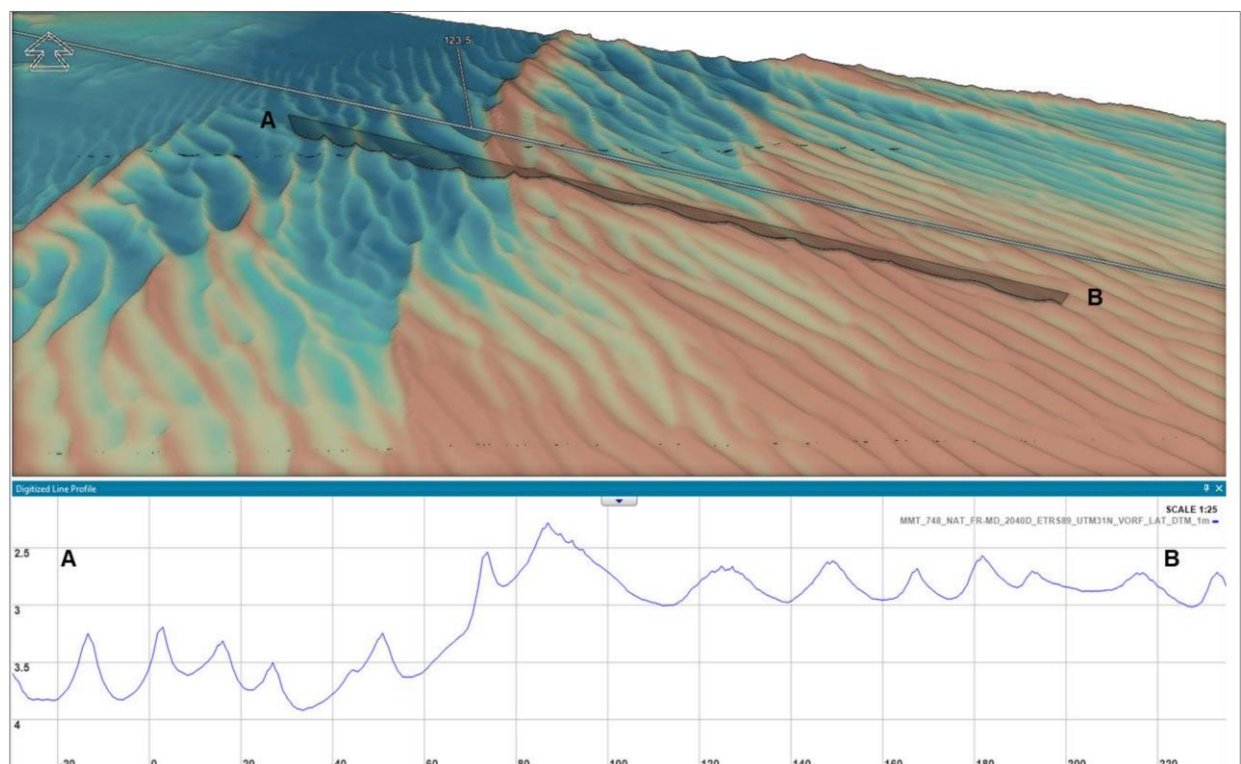 123.5
A
B
Digitized Line Profile
SCALE 1:25
MMT_748_NAT_FR-MD_2040D_ETRS89_UTM31N_VORF_LAT_DTM_1m
2.5
A
B
3
3.5
4
-20 0 20 40 60 80 100 120 140 160 180 200 220